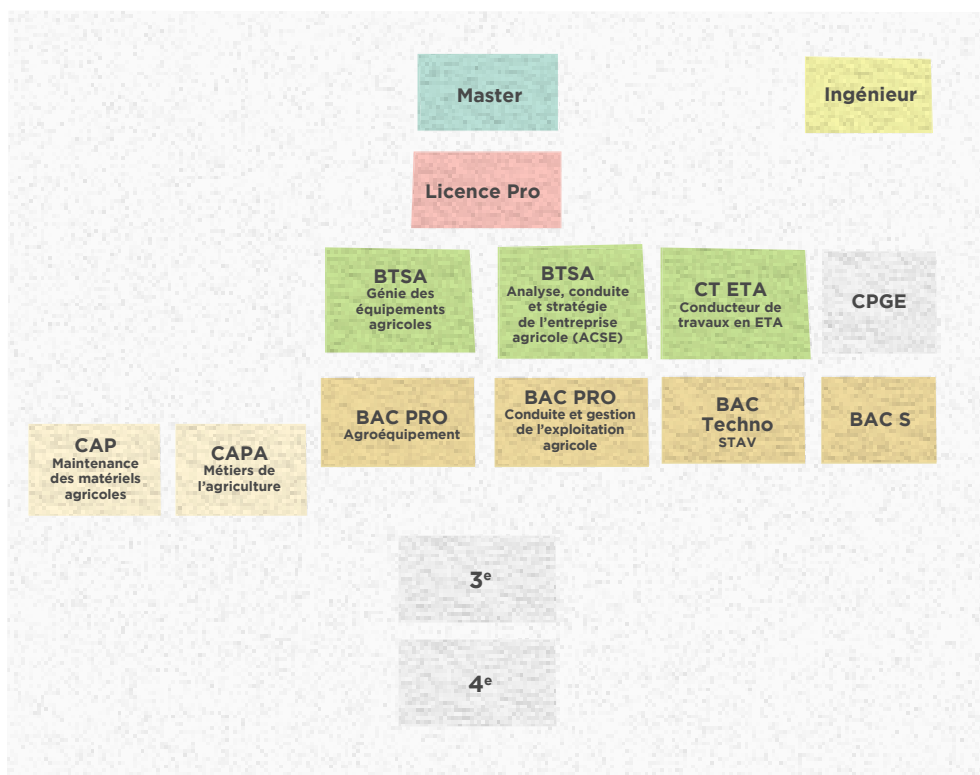 Master
Ingénieur
Licence Pro
BTSA
Génie des
équipements
agricoles
BTSA
Analyse, conduite
et stratégie
de l'entreprise
agricole (ACSE)
CT ETA
Conducteur de
travaux en ETA
CPGE
BAC PRO
Agroéquipement
BAC PRO
Conduite et gestion
de l'exploitation
agricole
BAC
Techno
STAV
BAC S
CAP
Maintenance
des matériels
agricoles
CAPA
Métiers de
l'agriculture
3e
4e